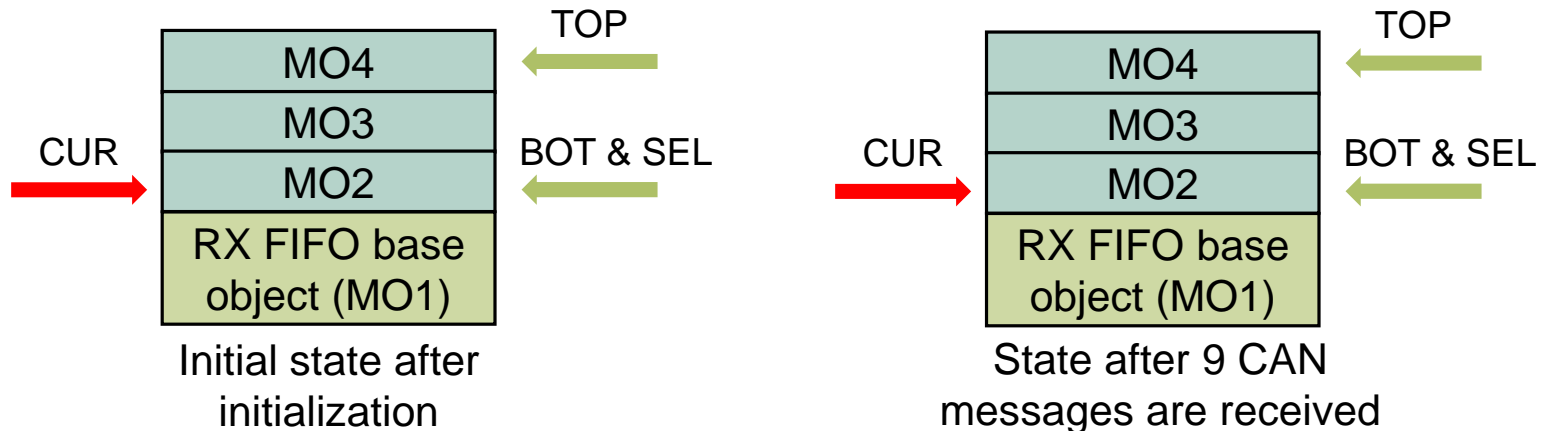 TOP
MO4
MO3
CUR
BOT & SEL
MO2
RX FIFO base
object (MO1)
Initial state after
initialization
TOP
MO4
MO3
CUR
BOT & SEL
MO2
RX FIFO base
object (MO1)
State after 9 CAN
messages are received